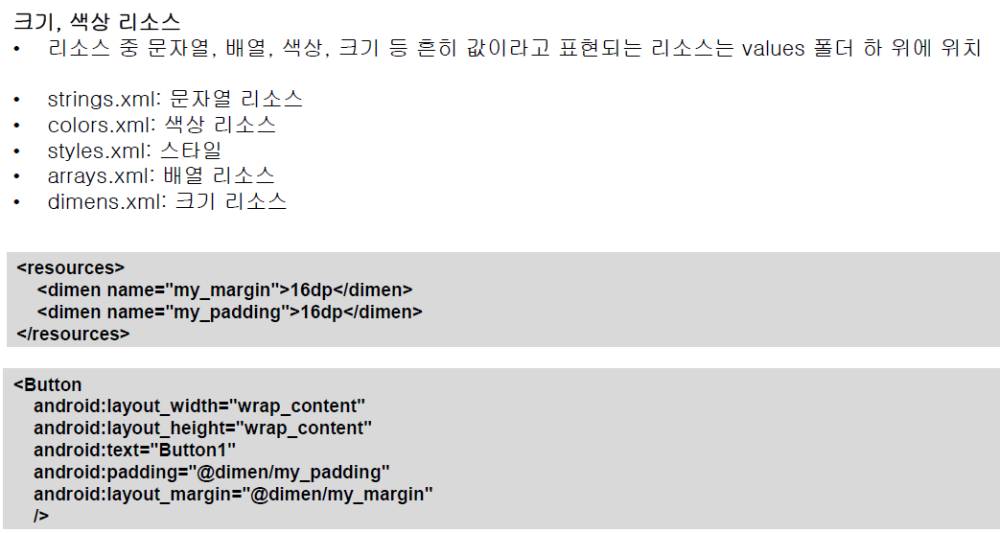 크기, 색상 리소스
• 리소스 중 문자열, 배열, 색상, 크기 등 흔히 값이라고 표현되는 리소스는 values 폴더 하 위에 위치
• strings.xml: 문자열 리소스
• colors.xml: 색상 리소스
• styles.xml: 스타일
• arrays.xml: 배열 리소스
• dimens.xml: 크기 리소스
<resources>
    <dimen name="my_margin">16dp</dimen>
    <dimen name="my_padding">16dp</dimen>
</resources>
<Button
    android:layout_width="wrap_content"
    android:layout_height="wrap_content"
    android:text="Button1"
    android:padding="@dimen/my_padding"
    android:layout_margin="@dimen/my_margin"
    />